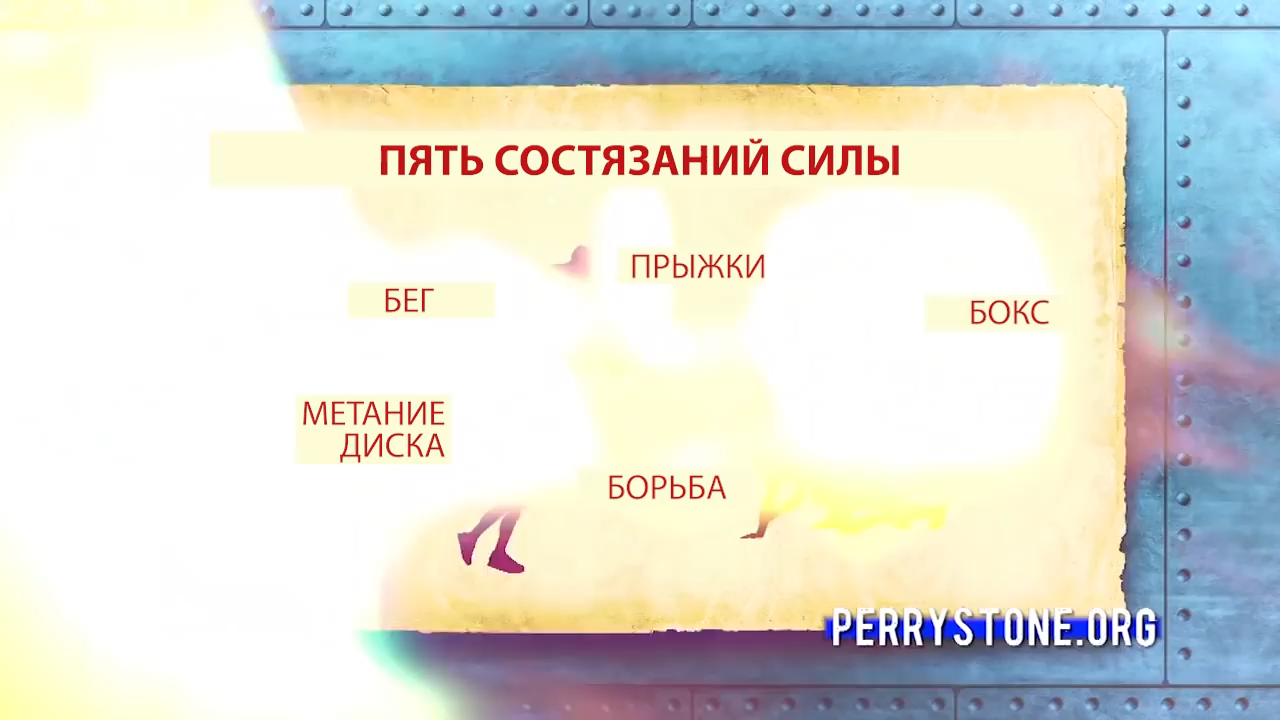 ПЯТЬ СОСТЯЗАНИЙ СИЛЫ
ПРЫЖКИ
БЕГ
БОКС
МЕТАНИЕ
ДИСКА
БОРЬБА
PERRYSTONE.ORG